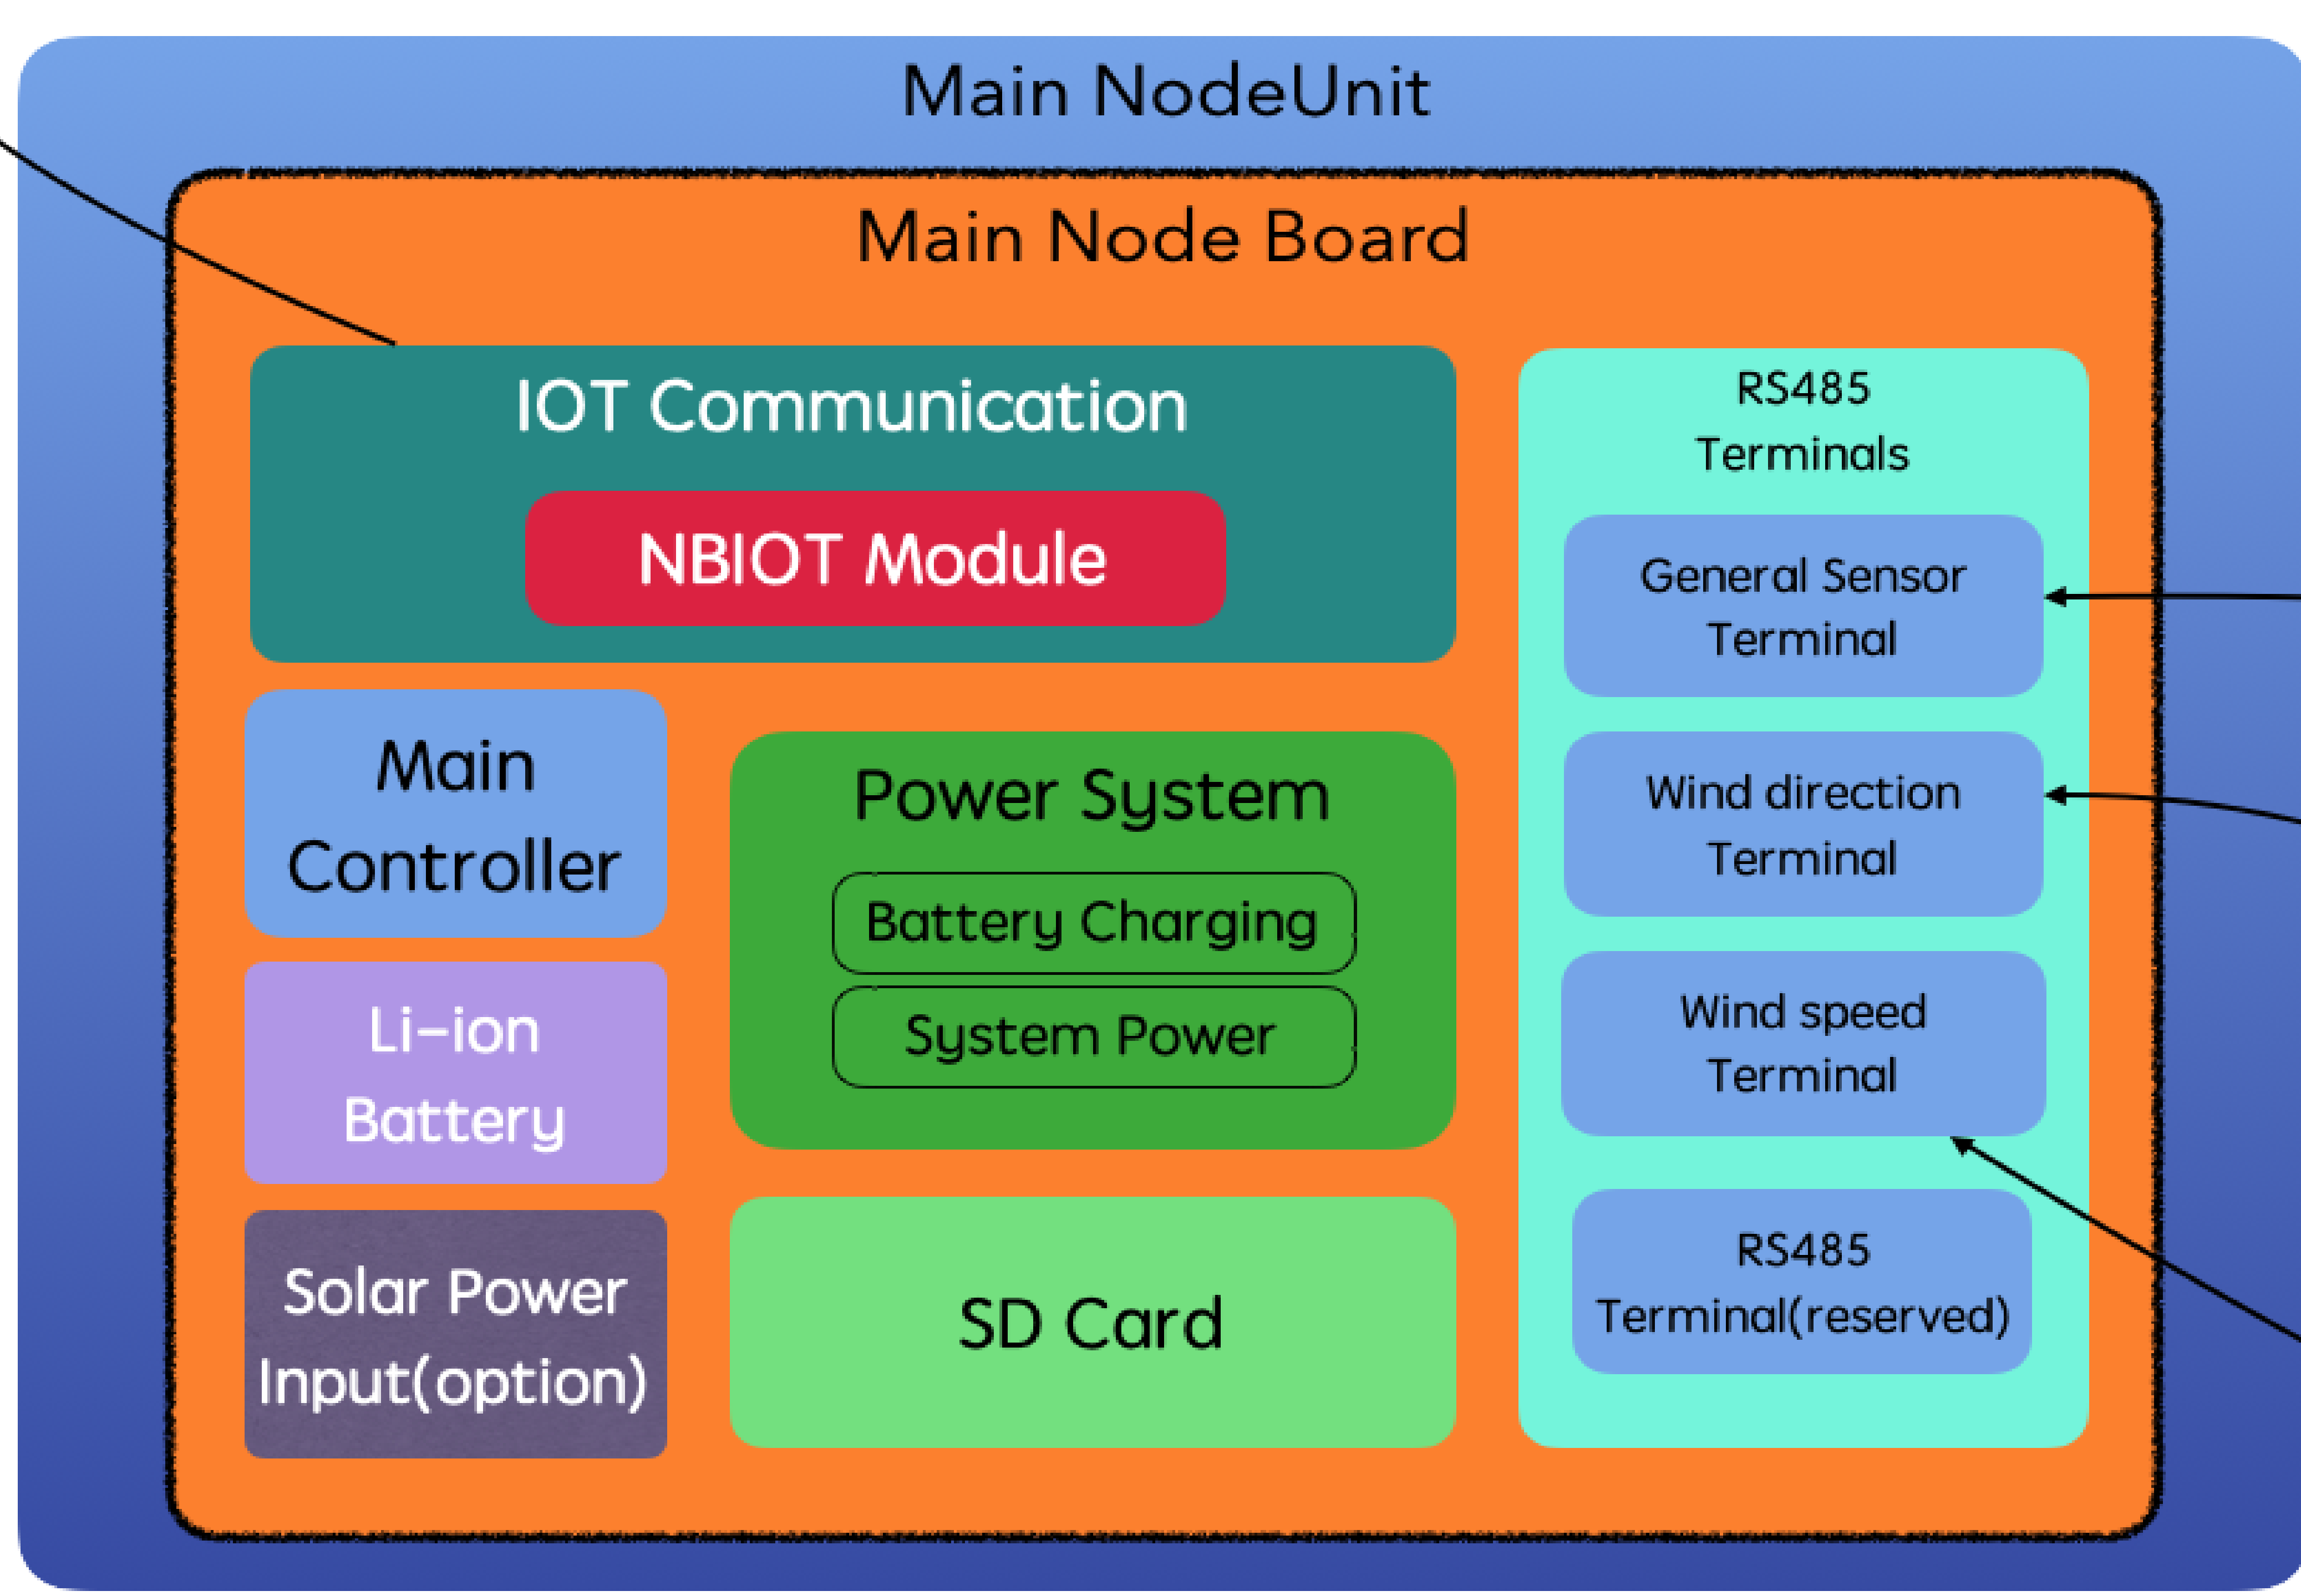 Main NodeUnit
Main Node Board
IOT Communication
NBIOT Module
Main
Controller
Li-ion
Battery
Solar Power
Input(option)
Power System
Battery Charging
System Power
SD Card
RS485
Terminals
General Sensor
Terminal
Wind direction
Terminal
Wind speed
Terminal
RS485
Terminal(reserved)